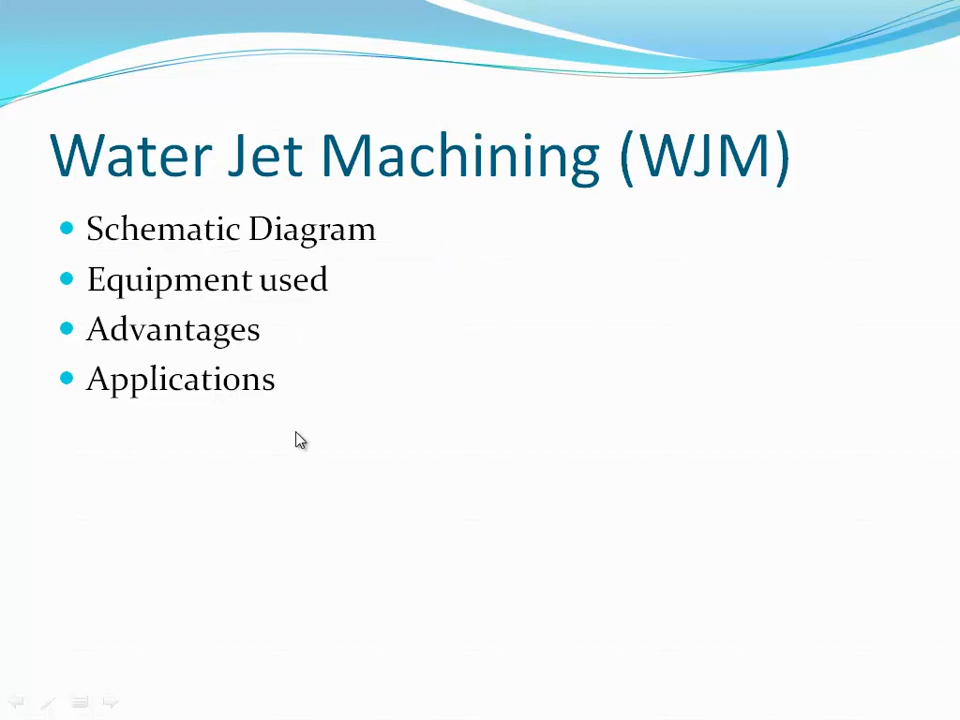 Water Jet Machining (WJM)
Schematic Diagram
Equipment used
Advantages
Applications